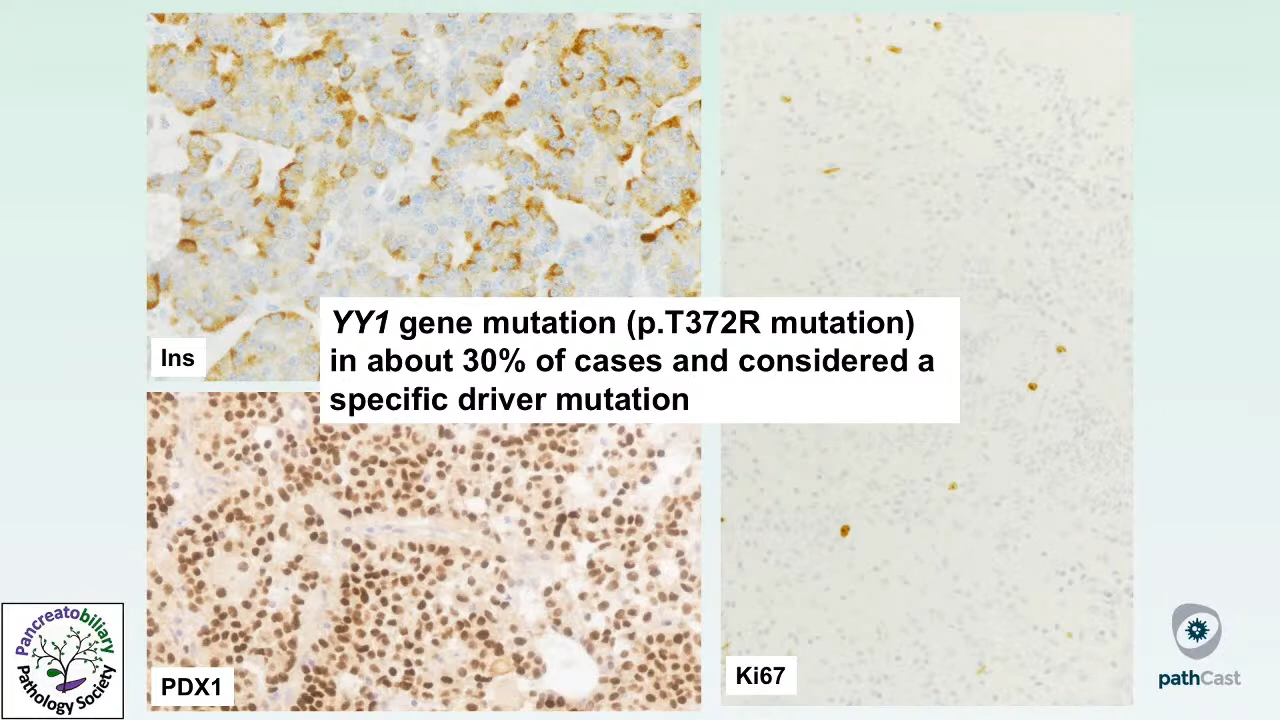 YY1 gene mutation (p.T372R mutation)
in about 30% of cases and considered a
specific driver mutation
Ins
PDX1
Ki67
Pancreatobiliary
Pathology Society
pathCast